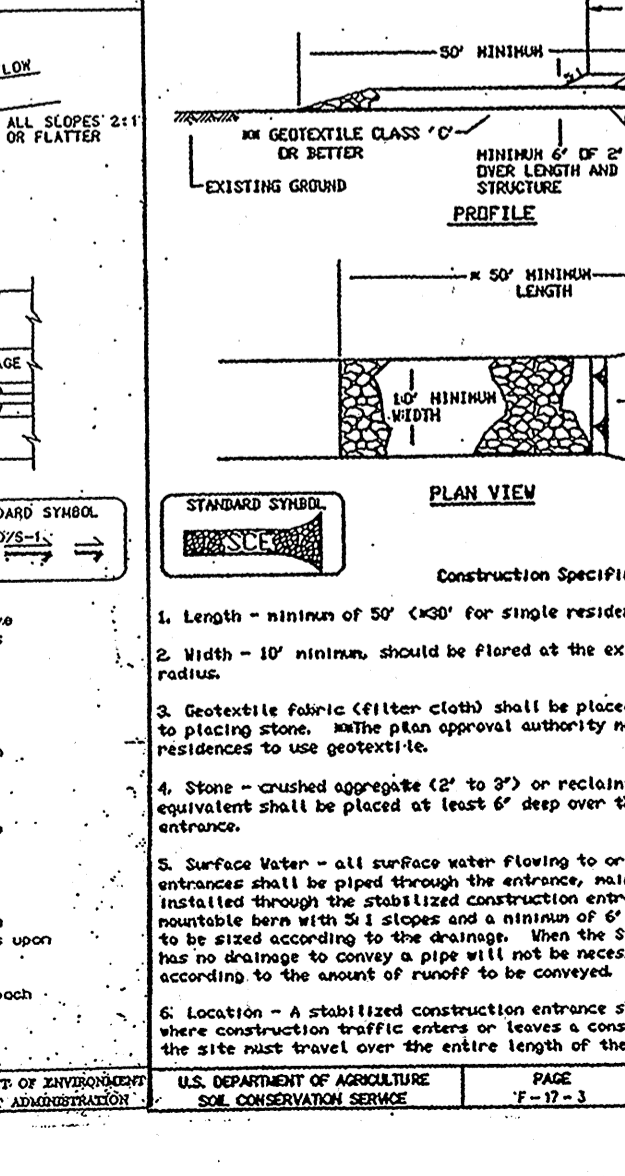 LOW
ALL SLOPES 2:1
OR FLATTER
AGE
DARD SYMBOL
/S-1
upon
T. OF ENVIRONMENT
ADMINISTRATION
50' MINIMUM
5:1
** GEOTEXTILE CLASS 'C'
OR BETTER
EXISTING GROUND
MINIMUM 6" OF 2"
OVER LENGTH AND
STRUCTURE
PROFILE
* 50' MINIMUM
LENGTH
10' MINIMUM
WIDTH
PLAN VIEW
STANDARD SYMBOL
SCE
Construction Specifi
1. Length - minimum of 50' (*30' for single reside
2. Width - 10' minimum, should be flared at the ex
radius.
3. Geotextile fabric (filter cloth) shall be place
to placing stone. **The plan approval authority
residences to use geotextile.
4. Stone - crushed aggregate (2" to 3") or reclai
equivalent shall be placed at least 6" deep over t
entrance.
5. Surface Water - all surface water flowing to or
entrances shall be piped through the entrance, mai
installed through the stabilized construction entr
mountable berm with 5:1 slopes and a minimum of 6"
to be sized according to the drainage. When the S
has no drainage to convey a pipe will not be neces
according to the amount of runoff to be conveyed.
6. Location - A stabilized construction entrance s
where construction traffic enters or leaves a cons
the site must travel over the entire length of the
U.S. DEPARTMENT OF AGRICULTURE
SOIL CONSERVATION SERVICE
PAGE
F - 17 - 3